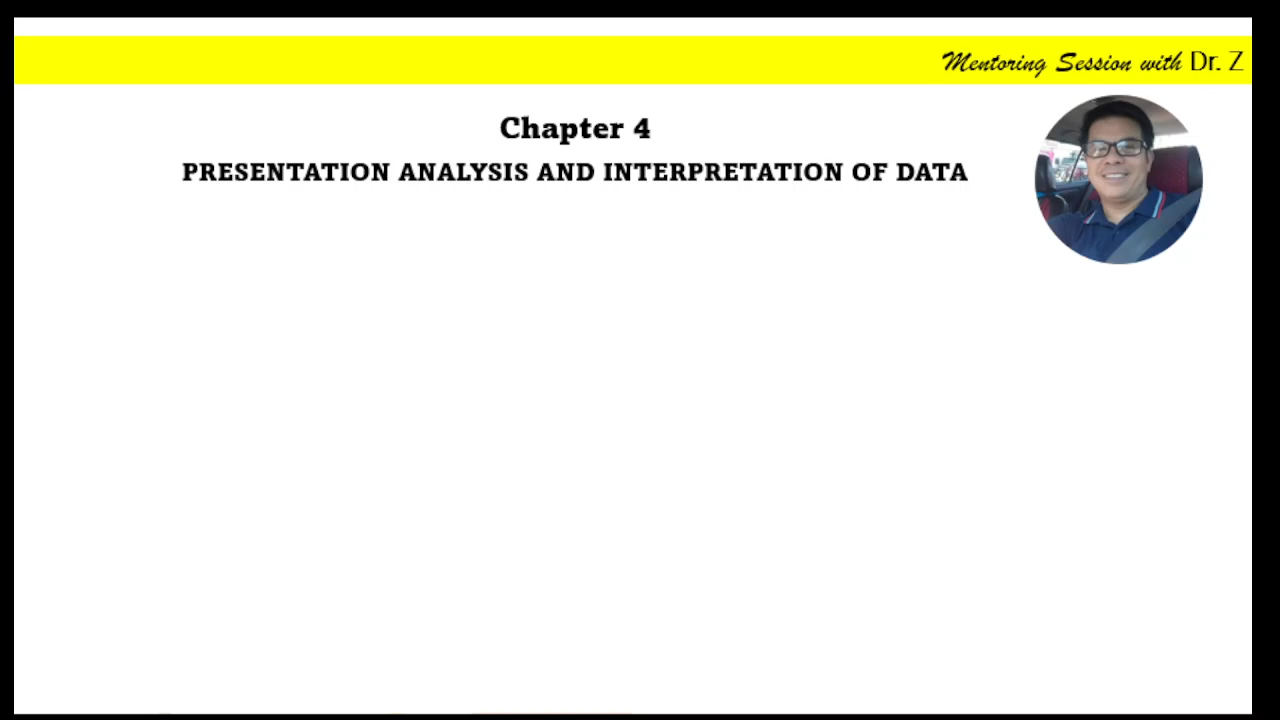 Mentoring Session with Dr. Z
Chapter 4
PRESENTATION ANALYSIS AND INTERPRETATION OF DATA